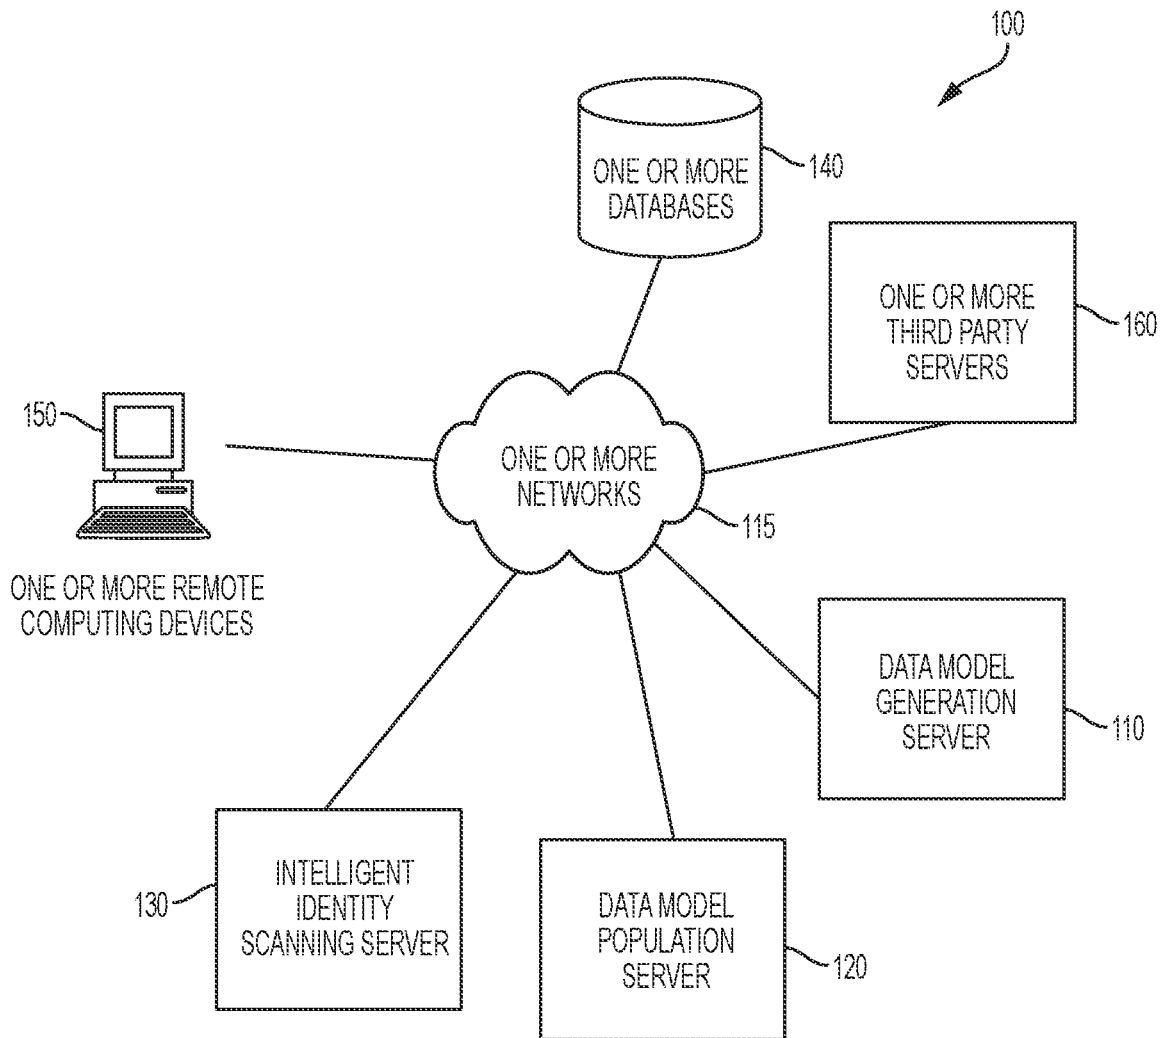 100
ONE OR MORE
DATABASES
140
ONE OR MORE
THIRD PARTY
SERVERS
160
150
ONE OR MORE
NETWORKS
115
ONE OR MORE REMOTE
COMPUTING DEVICES
DATA MODEL
GENERATION
SERVER
110
INTELLIGENT
IDENTITY
SCANNING SERVER
130
DATA MODEL
POPULATION
SERVER
120